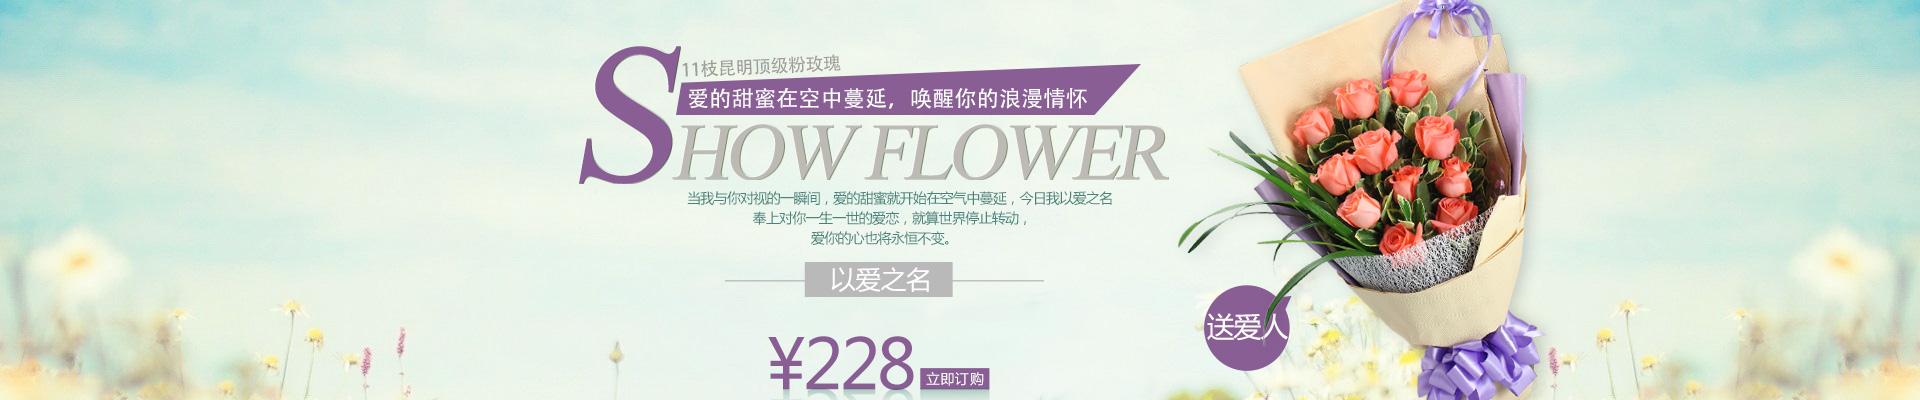 11枝昆明顶级粉玫瑰
爱的甜蜜在空中蔓延，唤醒你的浪漫情怀
SHOW FLOWER
当我与你对视的一瞬间，爱的甜蜜就开始在空气中蔓延，今日我以爱之名
奉上对你一生一世的爱恋，就算世界停止转动，
爱你的心也将永恒不变。
以爱之名
¥228 立即订购
送爱人